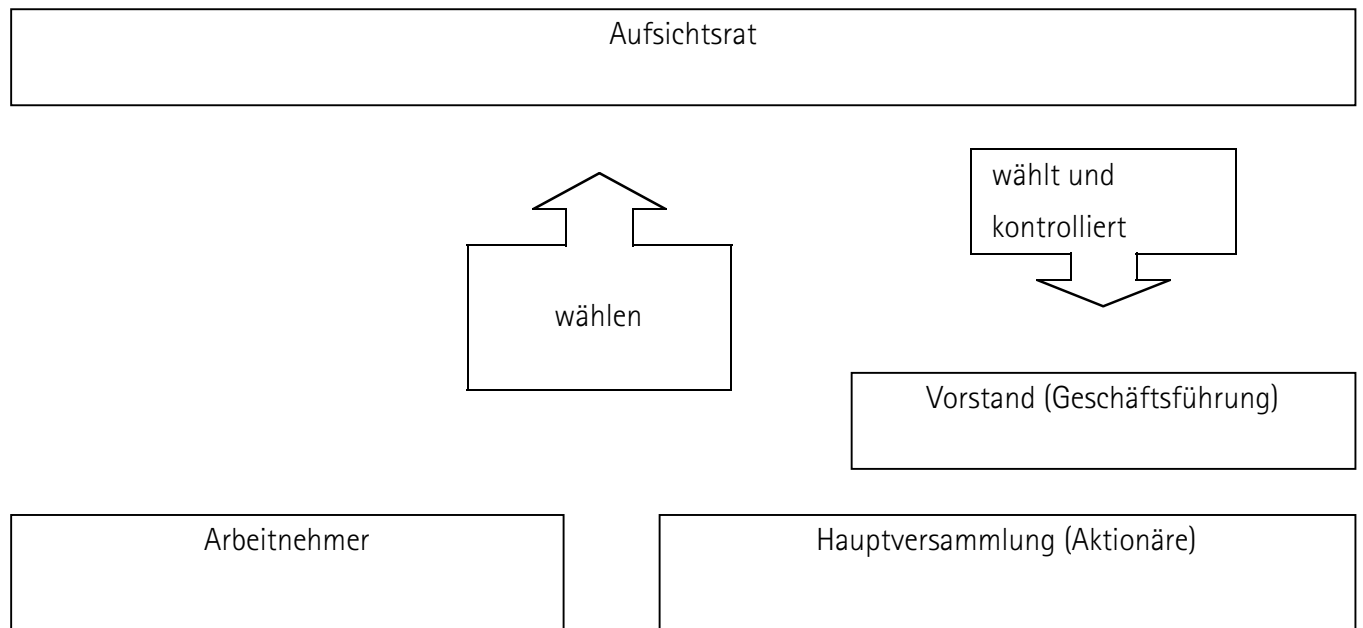 Aufsichtsrat
wählt und
kontrolliert
wählen
Vorstand (Geschäftsführung)
Arbeitnehmer
Hauptversammlung (Aktionäre)